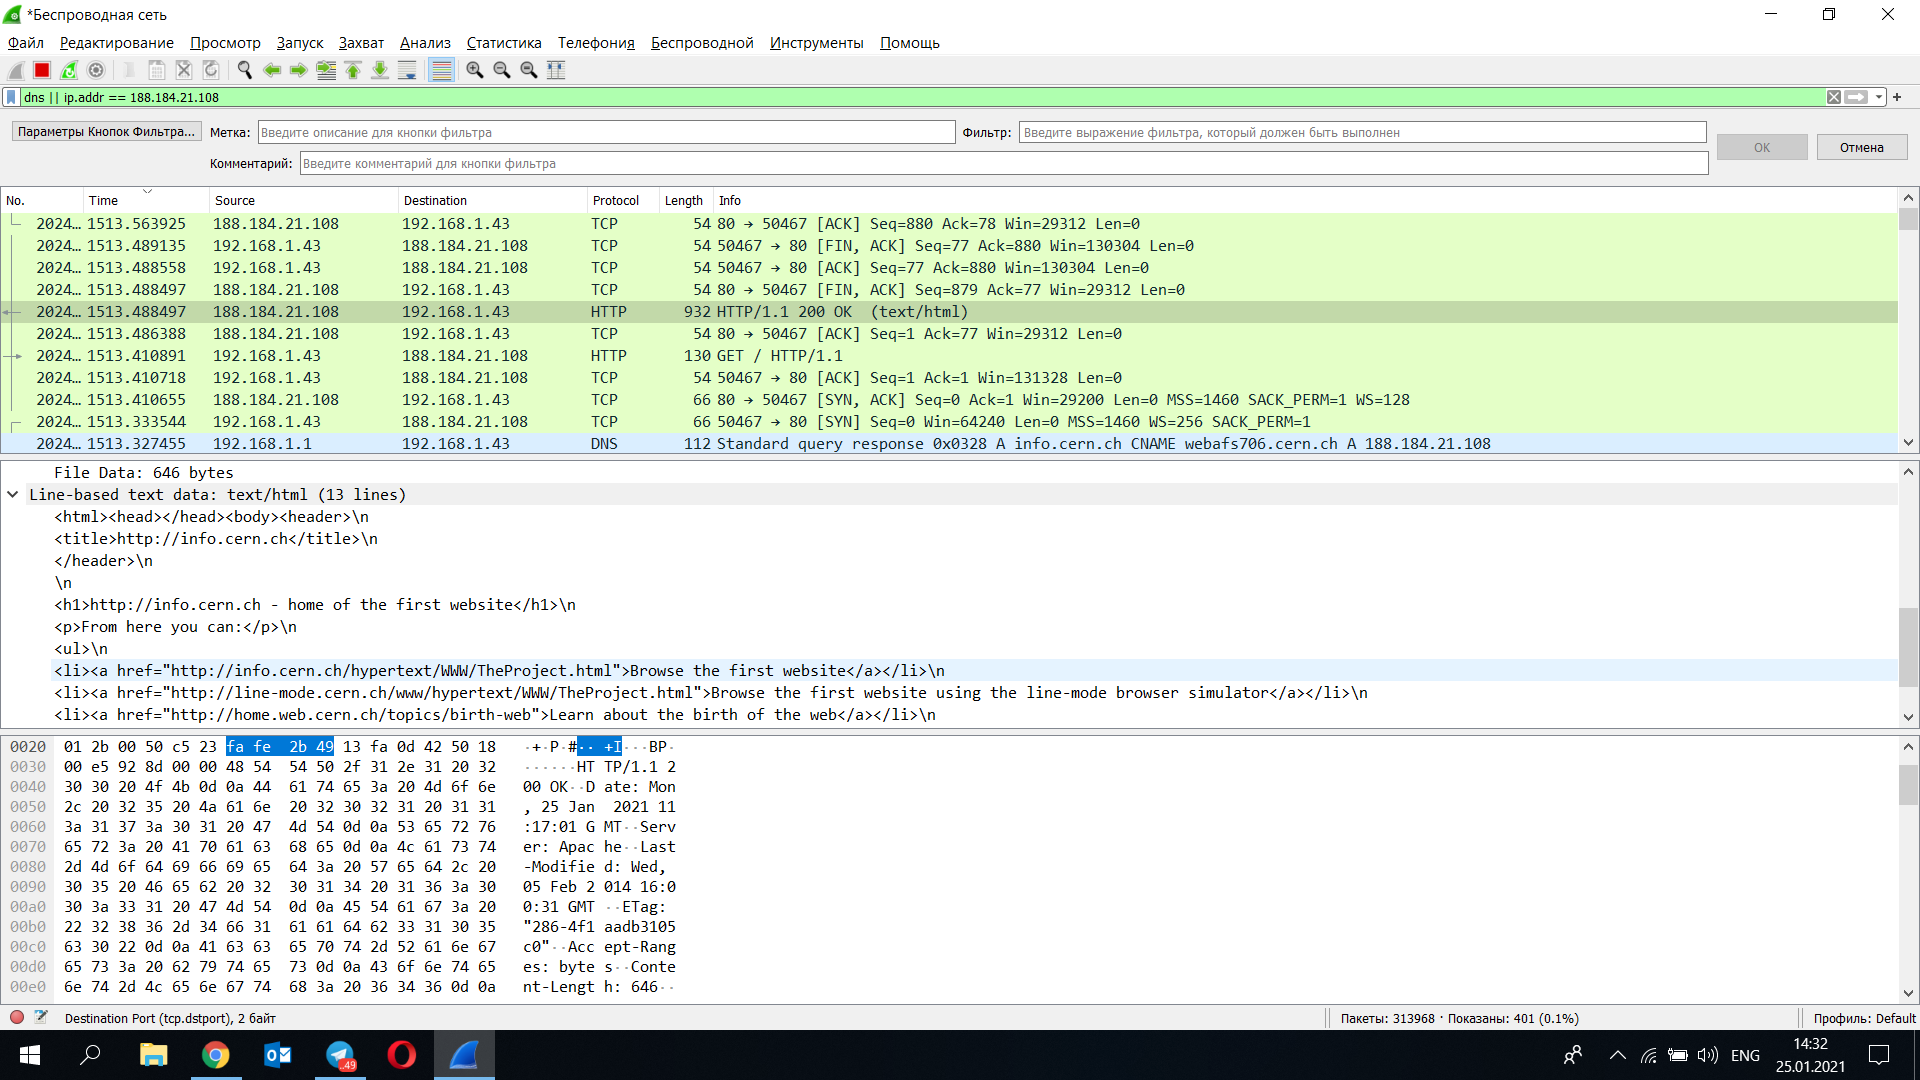 *Беспроводная сеть
Файл Редактирование Просмотр Запуск Захват Анализ Статистика Телефония Беспроводной Инструменты Помощь
dns || ip.addr == 188.184.21.108
Параметры Кнопок Фильтра... Метка: Введите описание для кнопки фильтра Фильтр: Введите выражение фильтра, который должен быть выполнен OK Отмена
Комментарий: Введите комментарий для кнопки фильтра
No. Time Source Destination Protocol Length Info
2024... 1513.563925 188.184.21.108 192.168.1.43 TCP 54 80 → 50467 [ACK] Seq=880 Ack=78 Win=29312 Len=0
2024... 1513.489135 192.168.1.43 188.184.21.108 TCP 54 50467 → 80 [FIN, ACK] Seq=77 Ack=880 Win=130304 Len=0
2024... 1513.488558 192.168.1.43 188.184.21.108 TCP 54 50467 → 80 [ACK] Seq=77 Ack=880 Win=130304 Len=0
2024... 1513.488497 188.184.21.108 192.168.1.43 TCP 54 80 → 50467 [FIN, ACK] Seq=879 Ack=77 Win=29312 Len=0
2024... 1513.488497 188.184.21.108 192.168.1.43 HTTP 932 HTTP/1.1 200 OK (text/html)
2024... 1513.486388 188.184.21.108 192.168.1.43 TCP 54 80 → 50467 [ACK] Seq=1 Ack=77 Win=29312 Len=0
2024... 1513.410891 192.168.1.43 188.184.21.108 HTTP 130 GET / HTTP/1.1
2024... 1513.410718 192.168.1.43 188.184.21.108 TCP 54 50467 → 80 [ACK] Seq=1 Ack=1 Win=131328 Len=0
2024... 1513.410655 188.184.21.108 192.168.1.43 TCP 66 80 → 50467 [SYN, ACK] Seq=0 Ack=1 Win=29200 Len=0 MSS=1460 SACK_PERM=1 WS=128
2024... 1513.333544 192.168.1.43 188.184.21.108 TCP 66 50467 → 80 [SYN] Seq=0 Win=64240 Len=0 MSS=1460 WS=256 SACK_PERM=1
2024... 1513.327455 192.168.1.1 192.168.1.43 DNS 112 Standard query response 0x0328 A info.cern.ch CNAME webafs706.cern.ch A 188.184.21.108
File Data: 646 bytes
Line-based text data: text/html (13 lines)
<html><head></head><body><header>\n
<title>http://info.cern.ch</title>\n
</header>\n
\n
<h1>http://info.cern.ch - home of the first website</h1>\n
<p>From here you can:</p>\n
<ul>\n
<li><a href="http://info.cern.ch/hypertext/WWW/TheProject.html">Browse the first website</a></li>\n
<li><a href="http://line-mode.cern.ch/www/hypertext/WWW/TheProject.html">Browse the first website using the line-mode browser simulator</a></li>\n
<li><a href="http://home.web.cern.ch/topics/birth-web">Learn about the birth of the web</a></li>\n
0020 01 2b 00 50 c5 23 fa fe 2b 49 13 fa 0d 42 50 18 ·+·P·#·· +I···BP·
0030 00 e5 92 8d 00 00 48 54 54 50 2f 31 2e 31 20 32 ······HT TP/1.1 2
0040 30 30 20 4f 4b 0d 0a 44 61 74 65 3a 20 4d 6f 6e 00 OK··D ate: Mon
0050 2c 20 32 35 20 4a 61 6e 20 32 30 32 31 20 31 31 , 25 Jan 2021 11
0060 3a 31 37 3a 30 31 20 47 4d 54 0d 0a 53 65 72 76 :17:01 G MT··Serv
0070 65 72 3a 20 41 70 61 63 68 65 0d 0a 4c 61 73 74 er: Apac he··Last
0080 2d 4d 6f 64 69 66 69 65 64 3a 20 57 65 64 2c 20 -Modifie d: Wed,
0090 30 35 20 46 65 62 20 32 30 31 34 20 31 36 3a 30 05 Feb 2 014 16:0
00a0 30 3a 33 31 20 47 4d 54 0d 0a 45 54 61 67 3a 20 0:31 GMT ··ETag:
00b0 22 32 38 36 2d 34 66 31 61 61 64 62 33 31 30 35 "286-4f1 aadb3105
00c0 63 30 22 0d 0a 41 63 63 65 70 74 2d 52 61 6e 67 c0"··Acc ept-Rang
00d0 65 73 3a 20 62 79 74 65 73 0d 0a 43 6f 6e 74 65 es: byte s··Conte
00e0 6e 74 2d 4c 65 6e 67 74 68 3a 20 36 34 36 0d 0a nt-Lengt h: 646··
Destination Port (tcp.dstport), 2 байт Пакеты: 313968 · Показаны: 401 (0.1%) Профиль: Default
49 ENG 14:32
25.01.2021